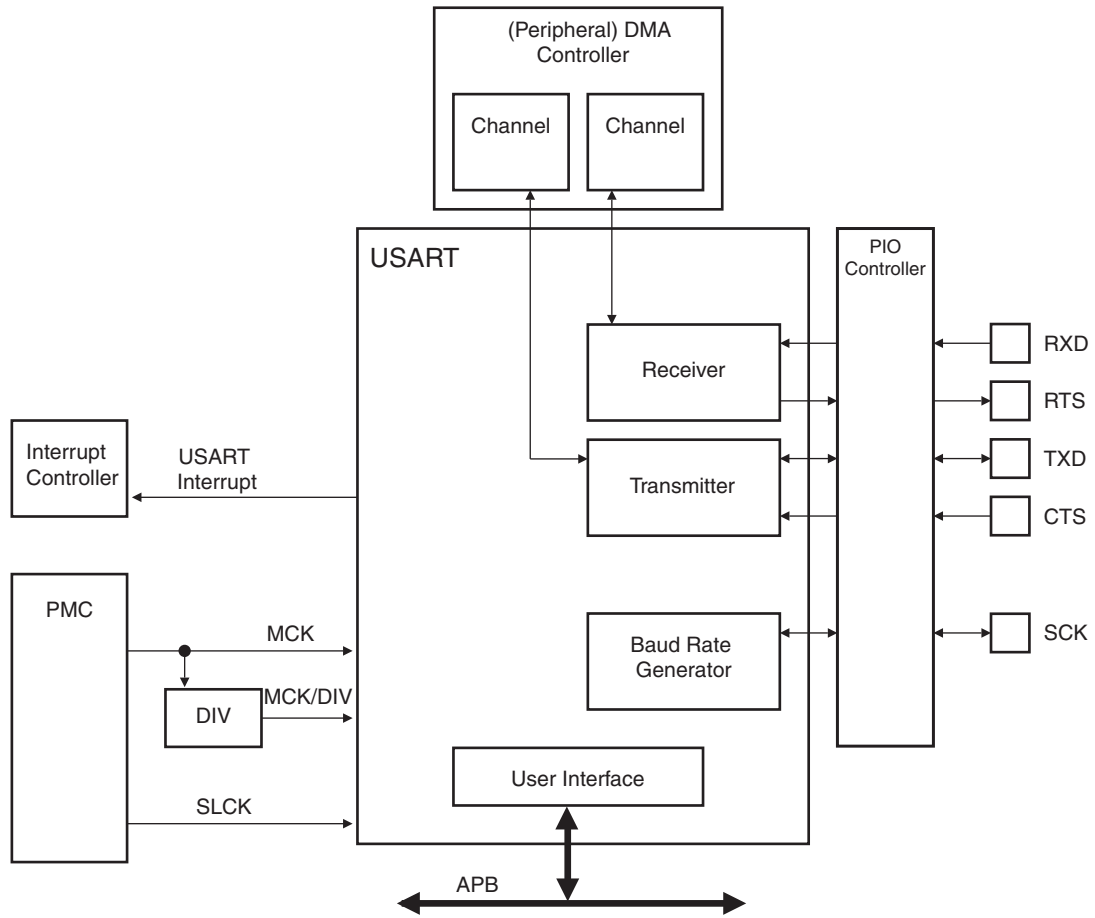 (Peripheral) DMA
Controller
Channel
Channel
USART
PIO
Controller
Receiver
RXD
RTS
Interrupt
Controller
USART
Interrupt
Transmitter
TXD
CTS
PMC
MCK
Baud Rate
Generator
SCK
DIV
MCK/DIV
User Interface
SLCK
APB